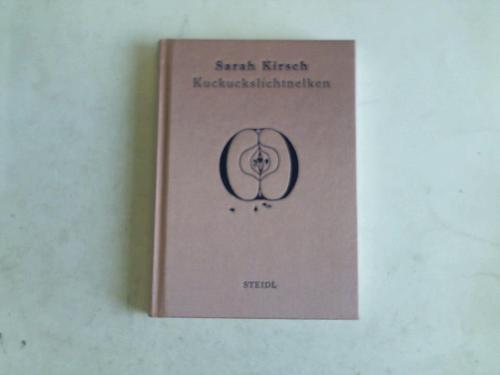 Sarah Kirsch
Kuckuckslichtnelken
STEIDL